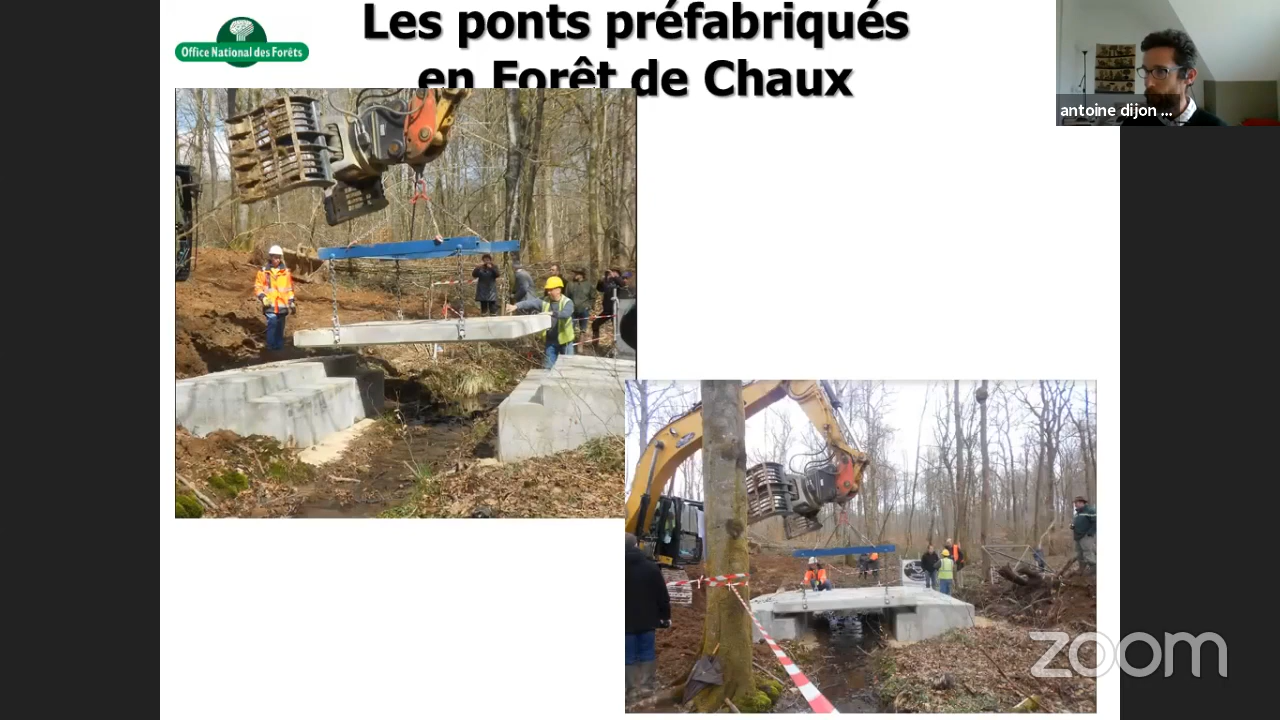 Les ponts préfabriqués
en Forêt de Chaux
Office National des Forêts
antoine dijon ...
zoom